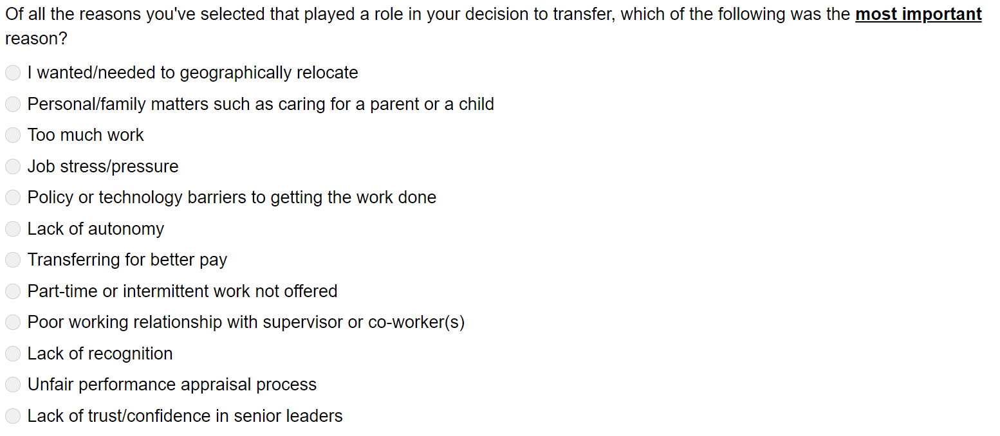 Of all the reasons you've selected that played a role in your decision to transfer, which of the following was the most important
reason?
I wanted/needed to geographically relocate
Personal/family matters such as caring for a parent or a child
Too much work
Job stress/pressure
Policy or technology barriers to getting the work done
Lack of autonomy
Transferring for better pay
Part-time or intermittent work not offered
Poor working relationship with supervisor or co-worker(s)
Lack of recognition
Unfair performance appraisal process
Lack of trust/confidence in senior leaders